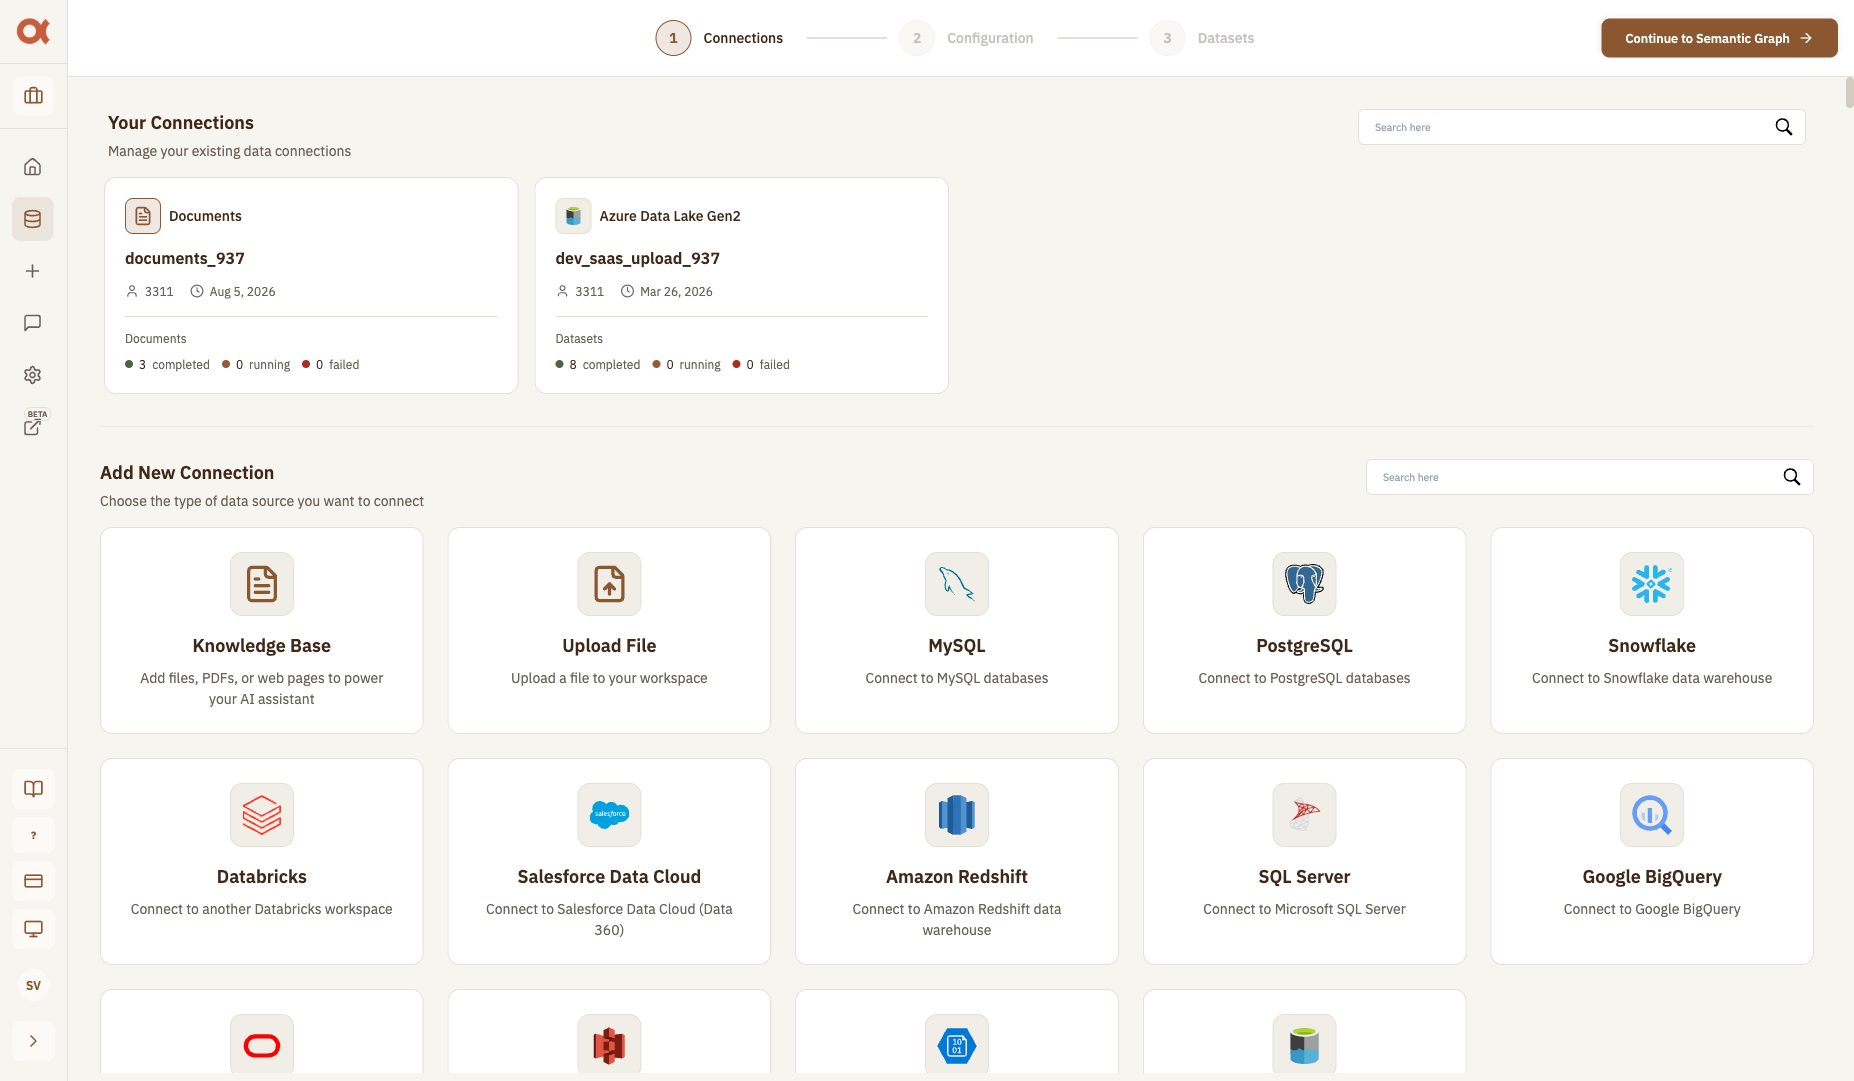 1 Connections
2 Configuration
3 Datasets
Continue to Semantic Graph
Your Connections
Manage your existing data connections
Search here
Documents
documents_937
3311 Aug 5, 2026
Documents
3 completed 0 running 0 failed
Azure Data Lake Gen2
dev_saas_upload_937
3311 Mar 26, 2026
Datasets
8 completed 0 running 0 failed
BETA
Add New Connection
Choose the type of data source you want to connect
Search here
Knowledge Base
Add files, PDFs, or web pages to power
your AI assistant
Upload File
Upload a file to your workspace
MySQL
Connect to MySQL databases
PostgreSQL
Connect to PostgreSQL databases
Snowflake
Connect to Snowflake data warehouse
Databricks
Connect to another Databricks workspace
salesforce
Salesforce Data Cloud
Connect to Salesforce Data Cloud (Data
360)
Amazon Redshift
Connect to Amazon Redshift data
warehouse
SQL Server
Connect to Microsoft SQL Server
Google BigQuery
Connect to Google BigQuery
?
SV
10
01